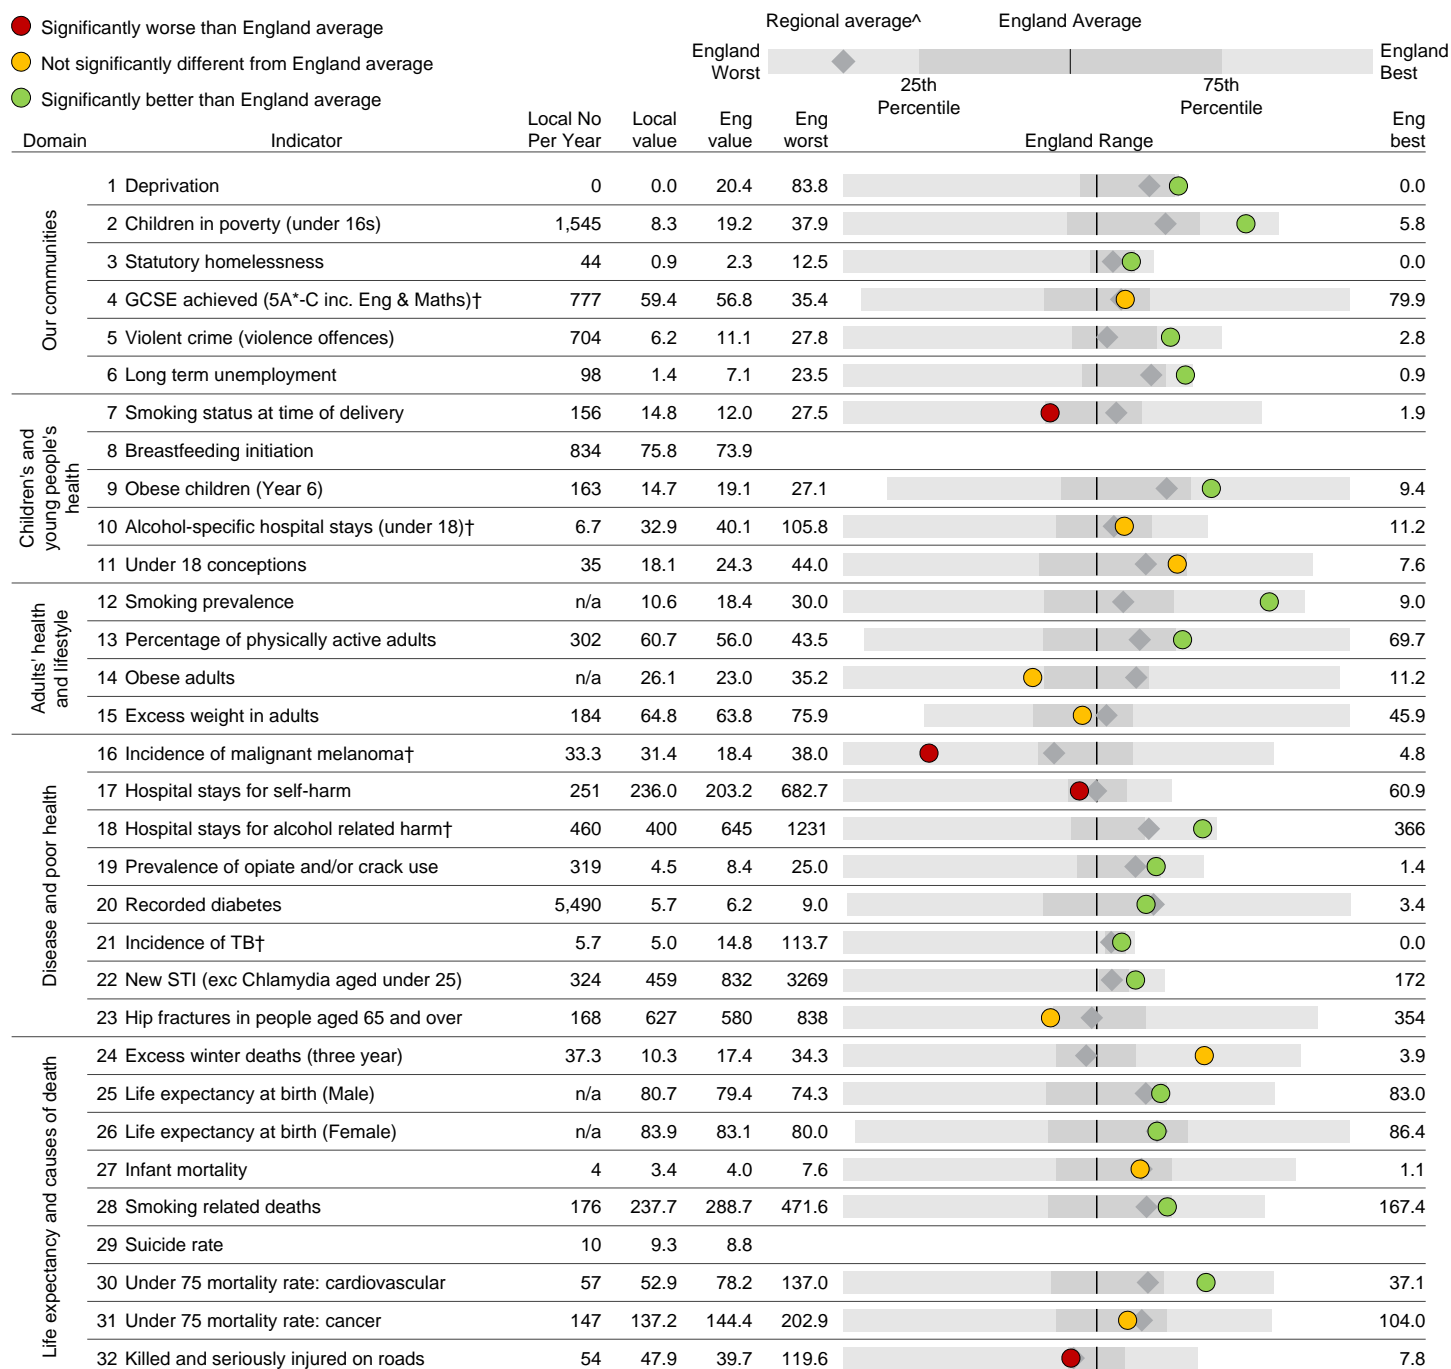 Significantly worse than England average
Not significantly different from England average
Significantly better than England average
Regional average^ England Average
England Worst
England Best
25th Percentile
75th Percentile
Domain Indicator Local No Per Year Local value Eng value Eng worst England Range Eng best
Our communities
1 Deprivation 0 0.0 20.4 83.8 0.0
2 Children in poverty (under 16s) 1,545 8.3 19.2 37.9 5.8
3 Statutory homelessness 44 0.9 2.3 12.5 0.0
4 GCSE achieved (5A*-C inc. Eng & Maths)† 777 59.4 56.8 35.4 79.9
5 Violent crime (violence offences) 704 6.2 11.1 27.8 2.8
6 Long term unemployment 98 1.4 7.1 23.5 0.9
Children's and young people's health
7 Smoking status at time of delivery 156 14.8 12.0 27.5 1.9
8 Breastfeeding initiation 834 75.8 73.9
9 Obese children (Year 6) 163 14.7 19.1 27.1 9.4
10 Alcohol-specific hospital stays (under 18)† 6.7 32.9 40.1 105.8 11.2
11 Under 18 conceptions 35 18.1 24.3 44.0 7.6
Adults' health and lifestyle
12 Smoking prevalence n/a 10.6 18.4 30.0 9.0
13 Percentage of physically active adults 302 60.7 56.0 43.5 69.7
14 Obese adults n/a 26.1 23.0 35.2 11.2
15 Excess weight in adults 184 64.8 63.8 75.9 45.9
Disease and poor health
16 Incidence of malignant melanoma† 33.3 31.4 18.4 38.0 4.8
17 Hospital stays for self-harm 251 236.0 203.2 682.7 60.9
18 Hospital stays for alcohol related harm† 460 400 645 1231 366
19 Prevalence of opiate and/or crack use 319 4.5 8.4 25.0 1.4
20 Recorded diabetes 5,490 5.7 6.2 9.0 3.4
21 Incidence of TB† 5.7 5.0 14.8 113.7 0.0
22 New STI (exc Chlamydia aged under 25) 324 459 832 3269 172
23 Hip fractures in people aged 65 and over 168 627 580 838 354
Life expectancy and causes of death
24 Excess winter deaths (three year) 37.3 10.3 17.4 34.3 3.9
25 Life expectancy at birth (Male) n/a 80.7 79.4 74.3 83.0
26 Life expectancy at birth (Female) n/a 83.9 83.1 80.0 86.4
27 Infant mortality 4 3.4 4.0 7.6 1.1
28 Smoking related deaths 176 237.7 288.7 471.6 167.4
29 Suicide rate 10 9.3 8.8
30 Under 75 mortality rate: cardiovascular 57 52.9 78.2 137.0 37.1
31 Under 75 mortality rate: cancer 147 137.2 144.4 202.9 104.0
32 Killed and seriously injured on roads 54 47.9 39.7 119.6 7.8